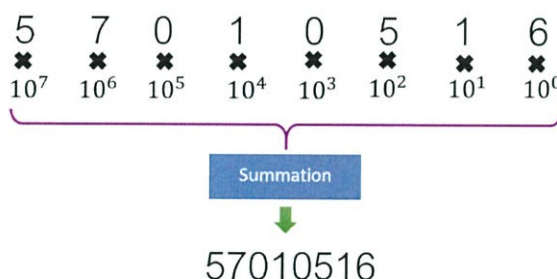 5 7 0 1 0 5 1 6
✖ ✖ ✖ ✖ ✖ ✖ ✖ ✖
10⁷ 10⁶ 10⁵ 10⁴ 10³ 10² 10¹ 10⁰
Summation
57010516